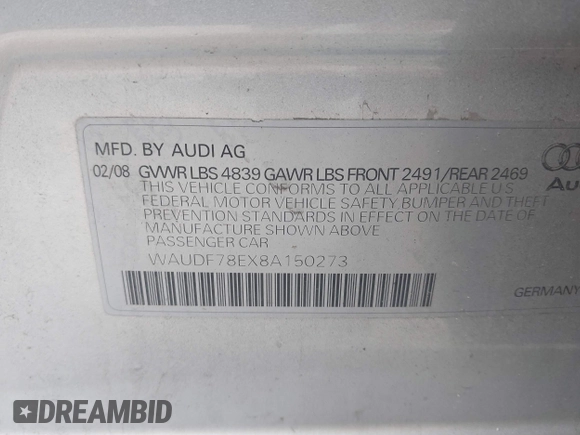 MFD. BY AUDI AG
02/08 GVWR LBS 4839 GAWR LBS FRONT 2491/REAR 2469
THIS VEHICLE CONFORMS TO ALL APPLICABLE U.S
FEDERAL MOTOR VEHICLE SAFETY BUMPER AND THEFT
PREVENTION STANDARDS IN EFFECT ON THE DATE OF
MANUFACTURE SHOWN ABOVE
PASSENGER CAR
WAUDF78EX8A150273
Au
GERMANY
DREAMBID